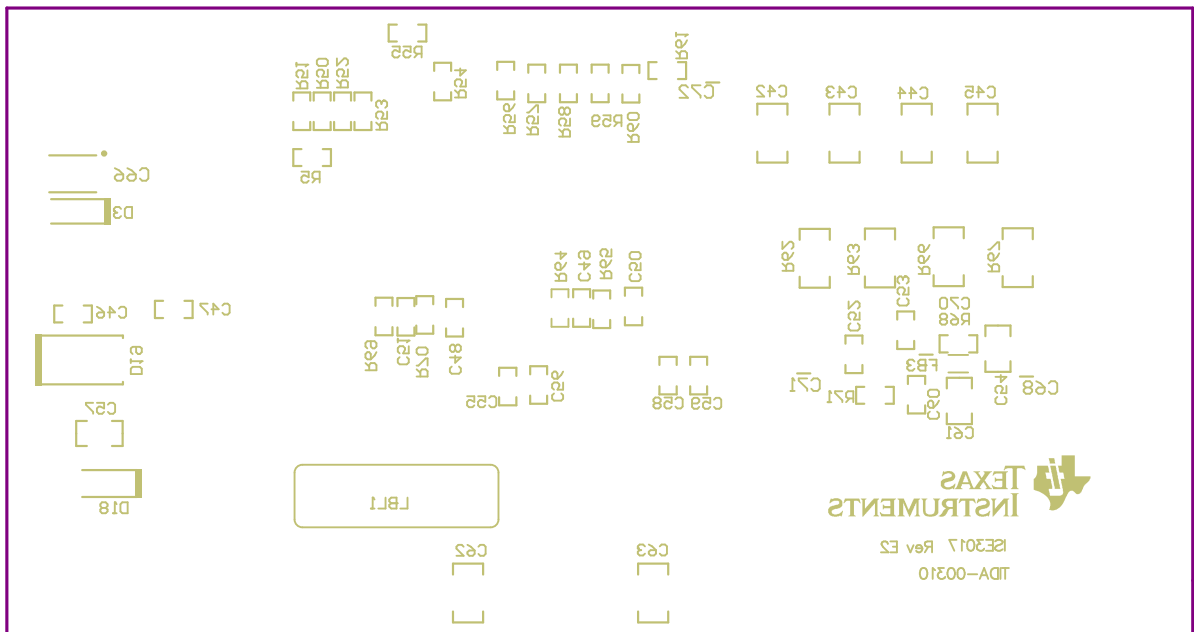 R55
R61
R51
R50
R52
R53
R54
R56
R57
R58
R59
R60
C72
C42
C43
C44
C45
C66
R5
D3
R64
C49
R65
C50
R62
R63
R66
R67
C46
C47
C53
C70
R68
C52
R69
C51
R70
C48
D19
FB3
C55
C56
C58
C59
C71
R71
C60
C54
C68
C57
C61
D18
LBL1
TEXAS
INSTRUMENTS
C62
C63
ISE3017 Rev E2
TIDA-00310